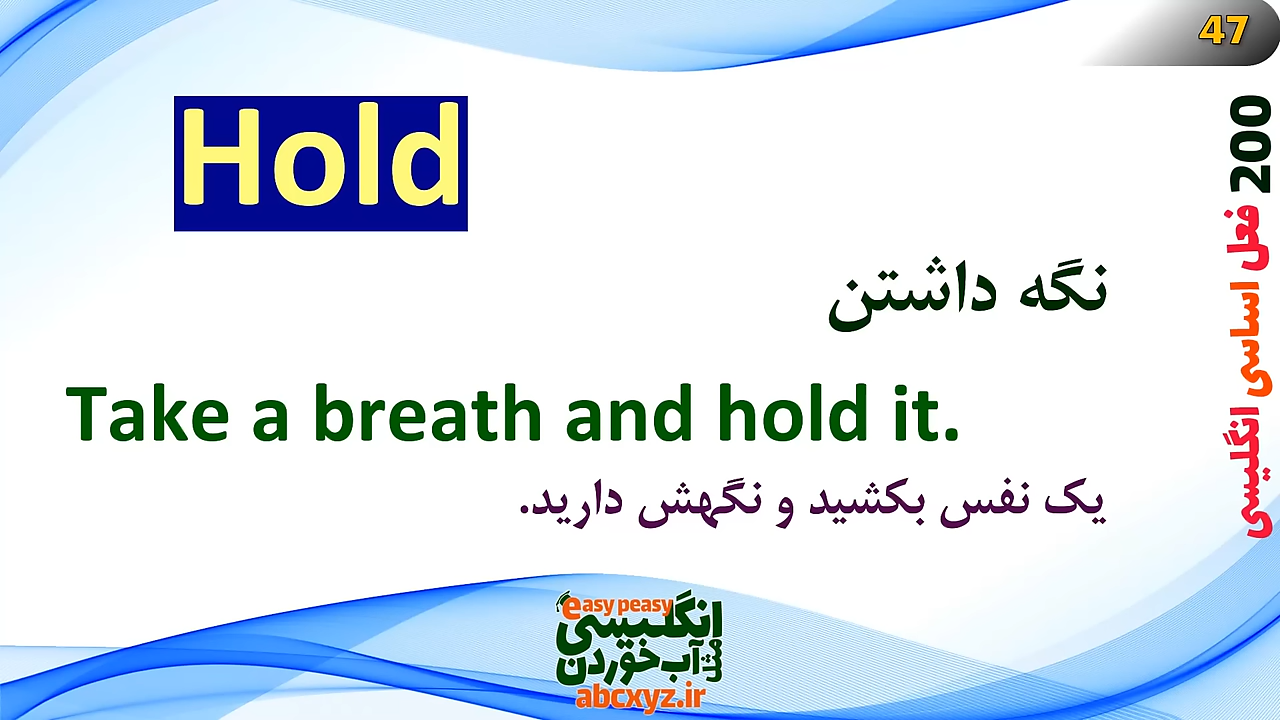 47
200 فعل اساسی انگلیسی
Hold
نگه داشتن
Take a breath and hold it.
یک نفس بکشید و نگهش دارید.
easy peasy
انگلیسی
مثل آب خوردن
abcxyz.ir